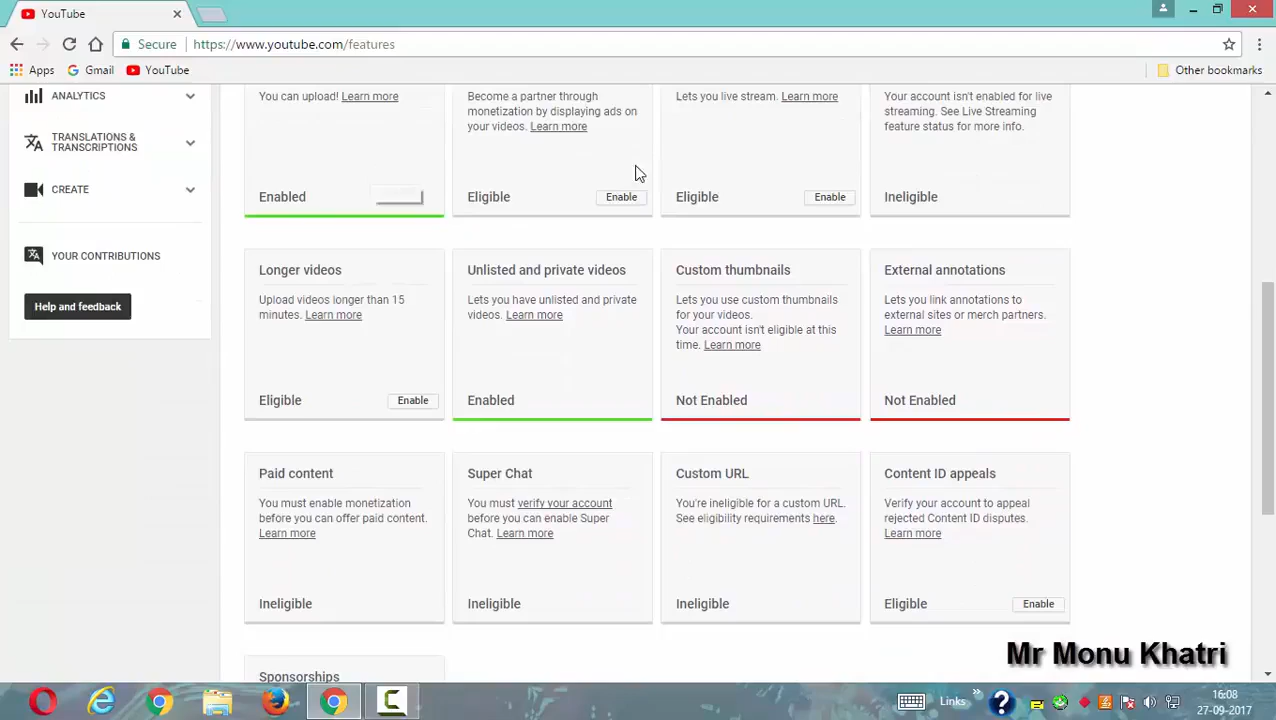 YouTube
Secure https://www.youtube.com/features
Apps Gmail YouTube Other bookmarks
ANALYTICS
TRANSLATIONS &
TRANSCRIPTIONS
CREATE
YOUR CONTRIBUTIONS
Help and feedback
You can upload! Learn more
Enabled
Become a partner through
monetization by displaying ads on
your videos. Learn more
Eligible Enable
Lets you live stream. Learn more
Eligible Enable
Your account isn't enabled for live
streaming. See Live Streaming
feature status for more info.
Ineligible
Longer videos
Upload videos longer than 15
minutes. Learn more
Eligible Enable
Unlisted and private videos
Lets you have unlisted and private
videos. Learn more
Enabled
Custom thumbnails
Lets you use custom thumbnails
for your videos.
Your account isn't eligible at this
time. Learn more
Not Enabled
External annotations
Lets you link annotations to
external sites or merch partners.
Learn more
Not Enabled
Paid content
You must enable monetization
before you can offer paid content.
Learn more
Ineligible
Super Chat
You must verify your account
before you can enable Super
Chat. Learn more
Ineligible
Custom URL
You're ineligible for a custom URL.
See eligibility requirements here.
Ineligible
Content ID appeals
Verify your account to appeal
rejected Content ID disputes.
Learn more
Eligible Enable
Sponsorships
Mr Monu Khatri
Links
16:08
27-09-2017